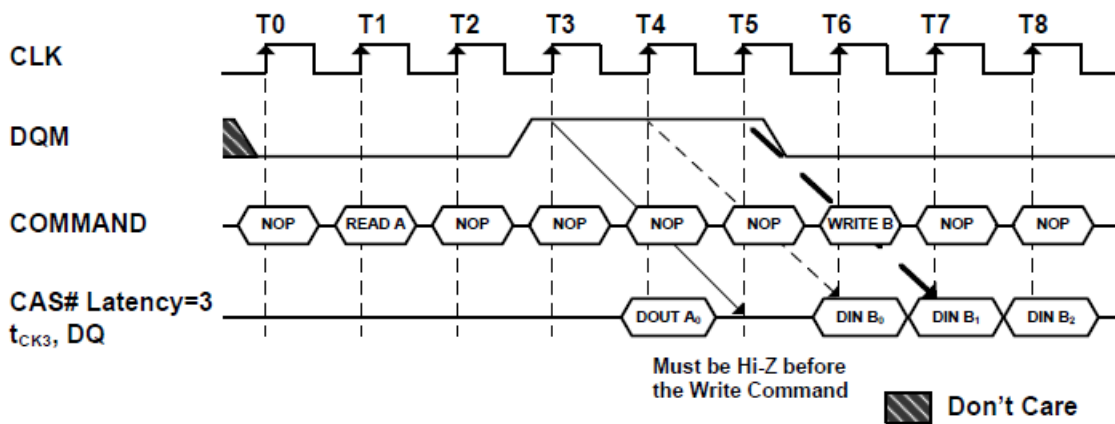 T0 T1 T2 T3 T4 T5 T6 T7 T8
CLK
DQM
COMMAND NOP READ A NOP NOP NOP NOP WRITE B NOP NOP
CAS# Latency=3
tCK3, DQ DOUT A0 DIN B0 DIN B1 DIN B2
Must be Hi-Z before
the Write Command
Don't Care